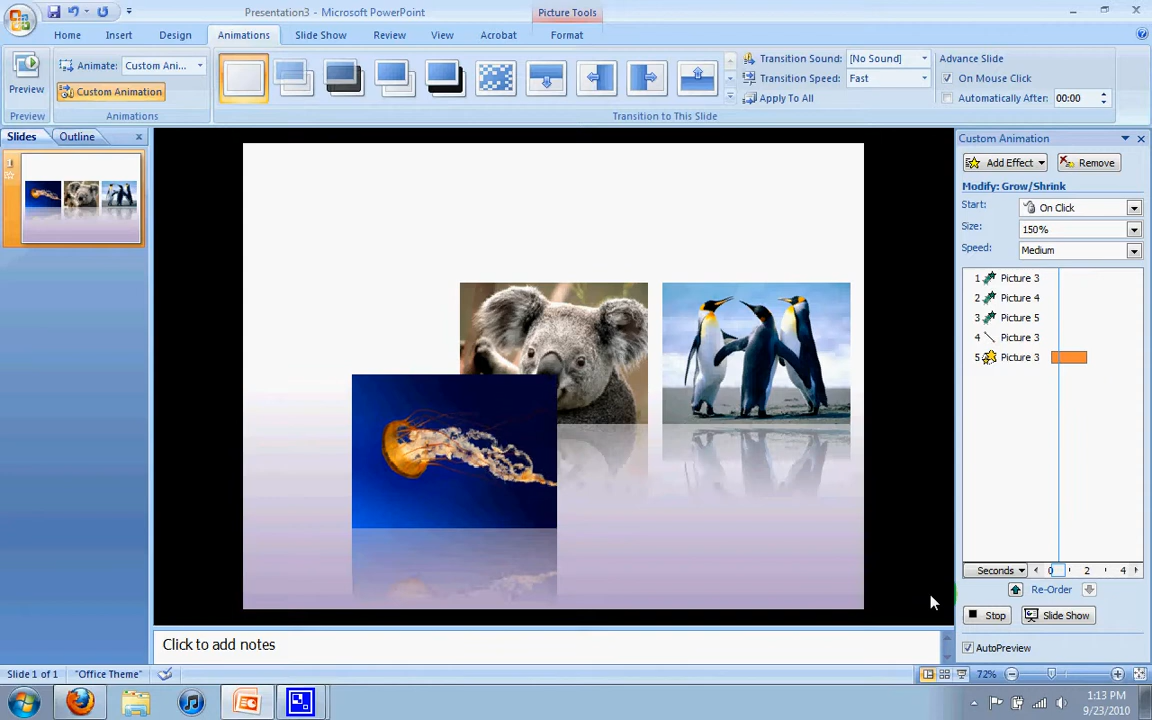 Presentation3 - Microsoft PowerPoint
Picture Tools
Home Insert Design Animations Slide Show Review View Acrobat Format
Preview
Animate: Custom Ani...
Custom Animation
Transition Sound: [No Sound]
Transition Speed: Fast
Apply To All
Advance Slide
On Mouse Click
Automatically After: 00:00
Preview Animations Transition to This Slide
Slides Outline
1
Custom Animation
Add Effect Remove
Modify: Grow/Shrink
Start: On Click
Size: 150%
Speed: Medium
1 Picture 3
2 Picture 4
3 Picture 5
4 Picture 3
5 Picture 3
Seconds 0 2 4
Re-Order
Stop Slide Show
AutoPreview
Click to add notes
Slide 1 of 1 "Office Theme" 72%
1:13 PM
9/23/2010